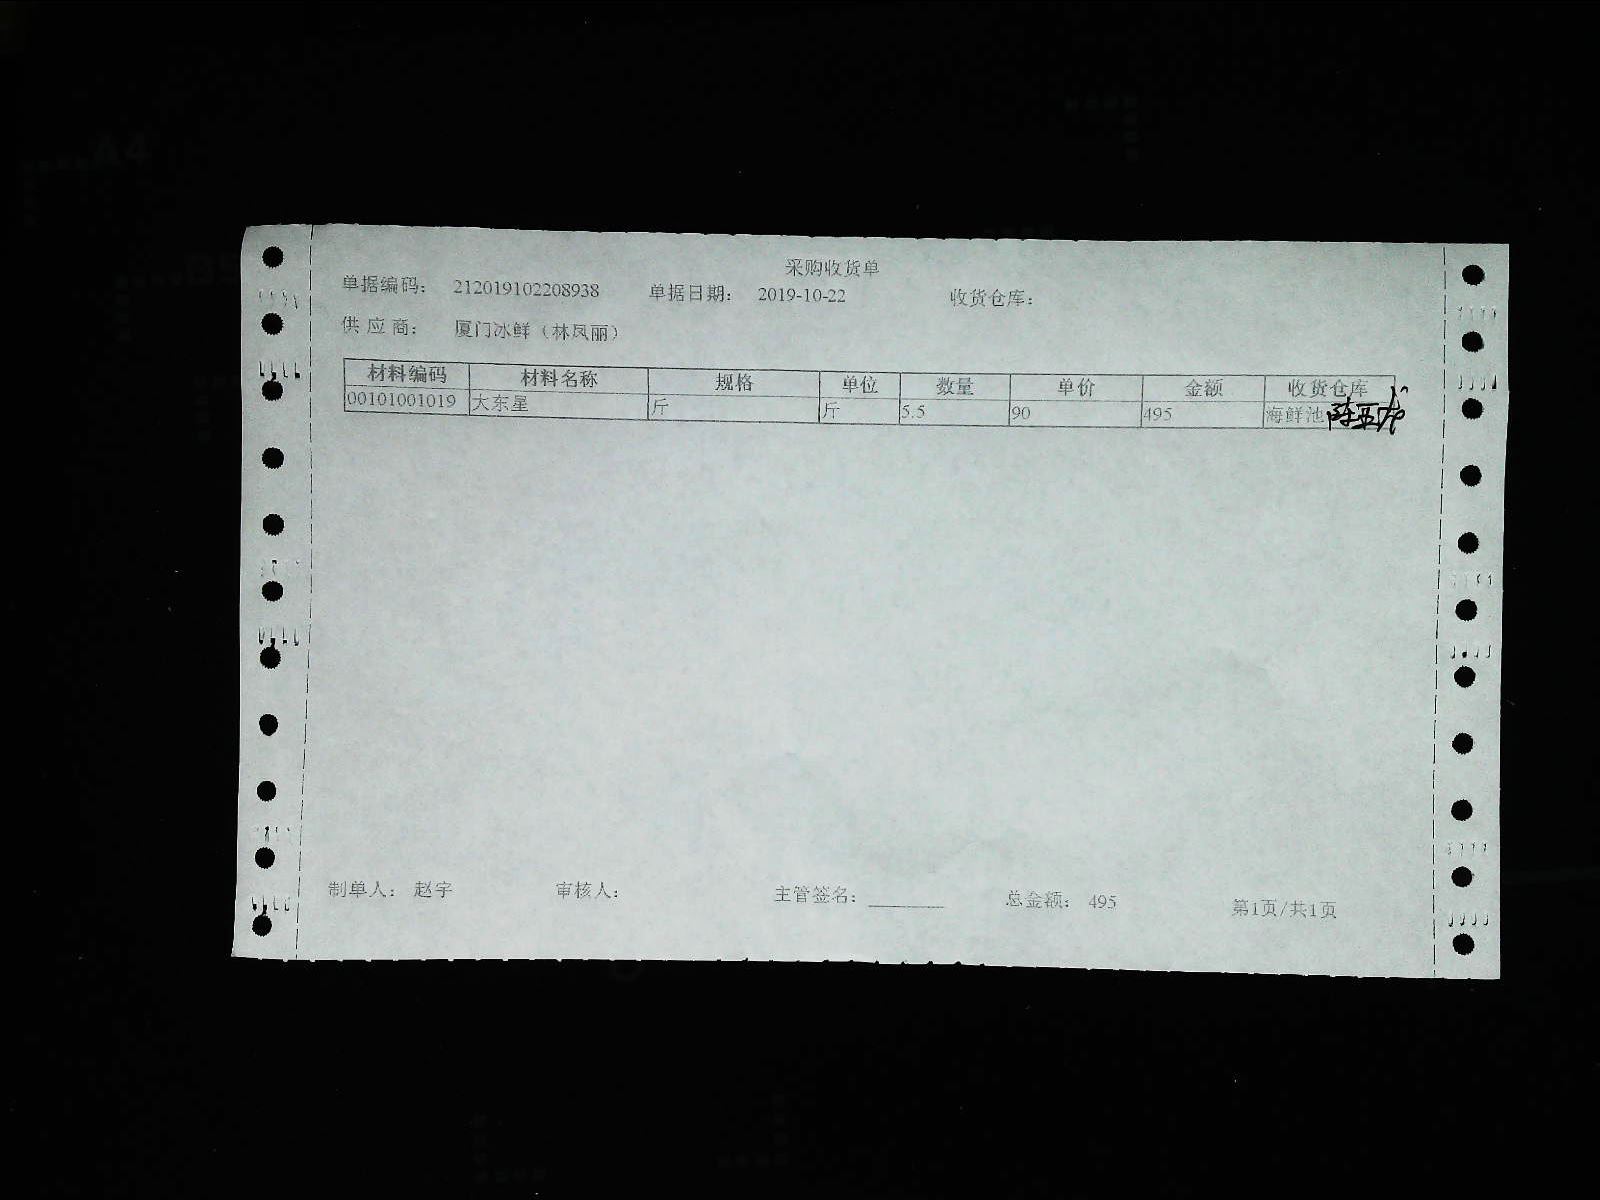 采购收货单
单据编码： 212019102208938 单据日期： 2019-10-22 收货仓库：
供应商： 厦门冰鲜（林凤丽）
材料编码 材料名称 规格 单位 数量 单价 金额 收货仓库
00101001019 大东星 斤 斤 5.5 90 495 海鲜池
制单人： 赵宇 审核人： 主管签名： ________ 总金额： 495 第1页/共1页